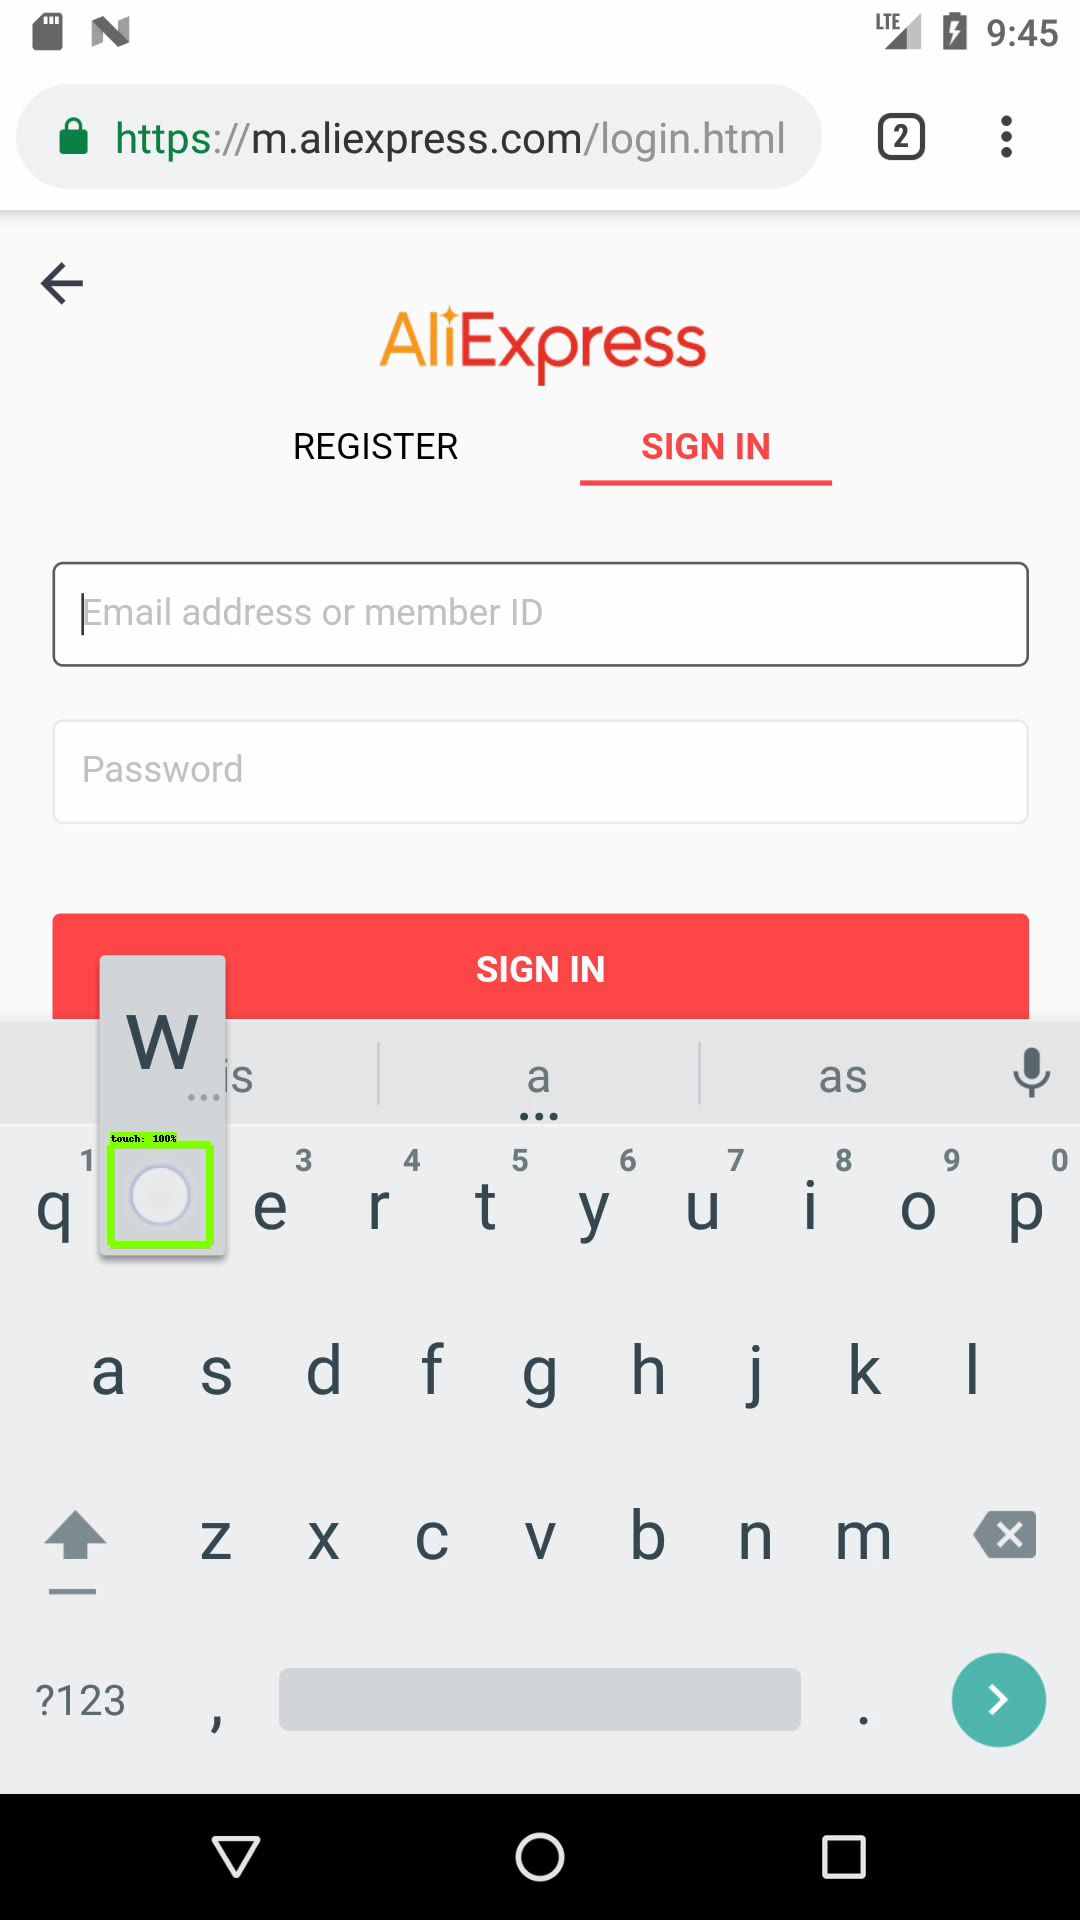 LTE 9:45
https://m.aliexpress.com/login.html 2
AliExpress
REGISTER SIGN IN
Email address or member ID
Password
SIGN IN
w
is a as
touch: 100%
1 3 4 5 6 7 8 9 0
q e r t y u i o p
a s d f g h j k l
z x c v b n m
?123 , .